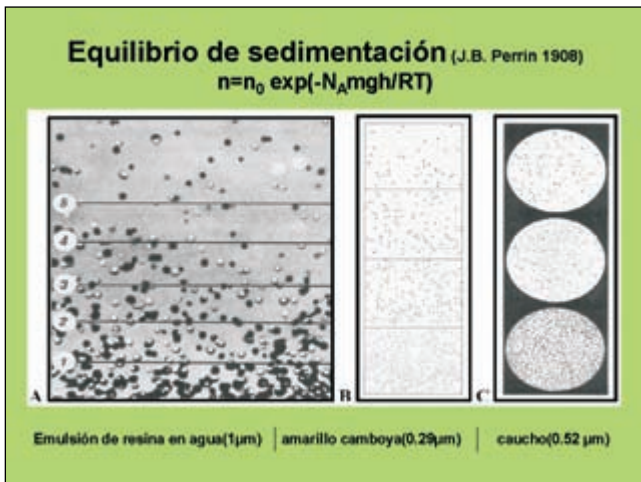 Equilibrio de sedimentación (J.B. Perrin 1908)
n=n₀ exp(-N_Amgh/RT)
5
4
3
2
1
A
B
C
Emulsión de resina en agua(1µm) | amarillo camboya(0.29µm) | caucho(0.52 µm)